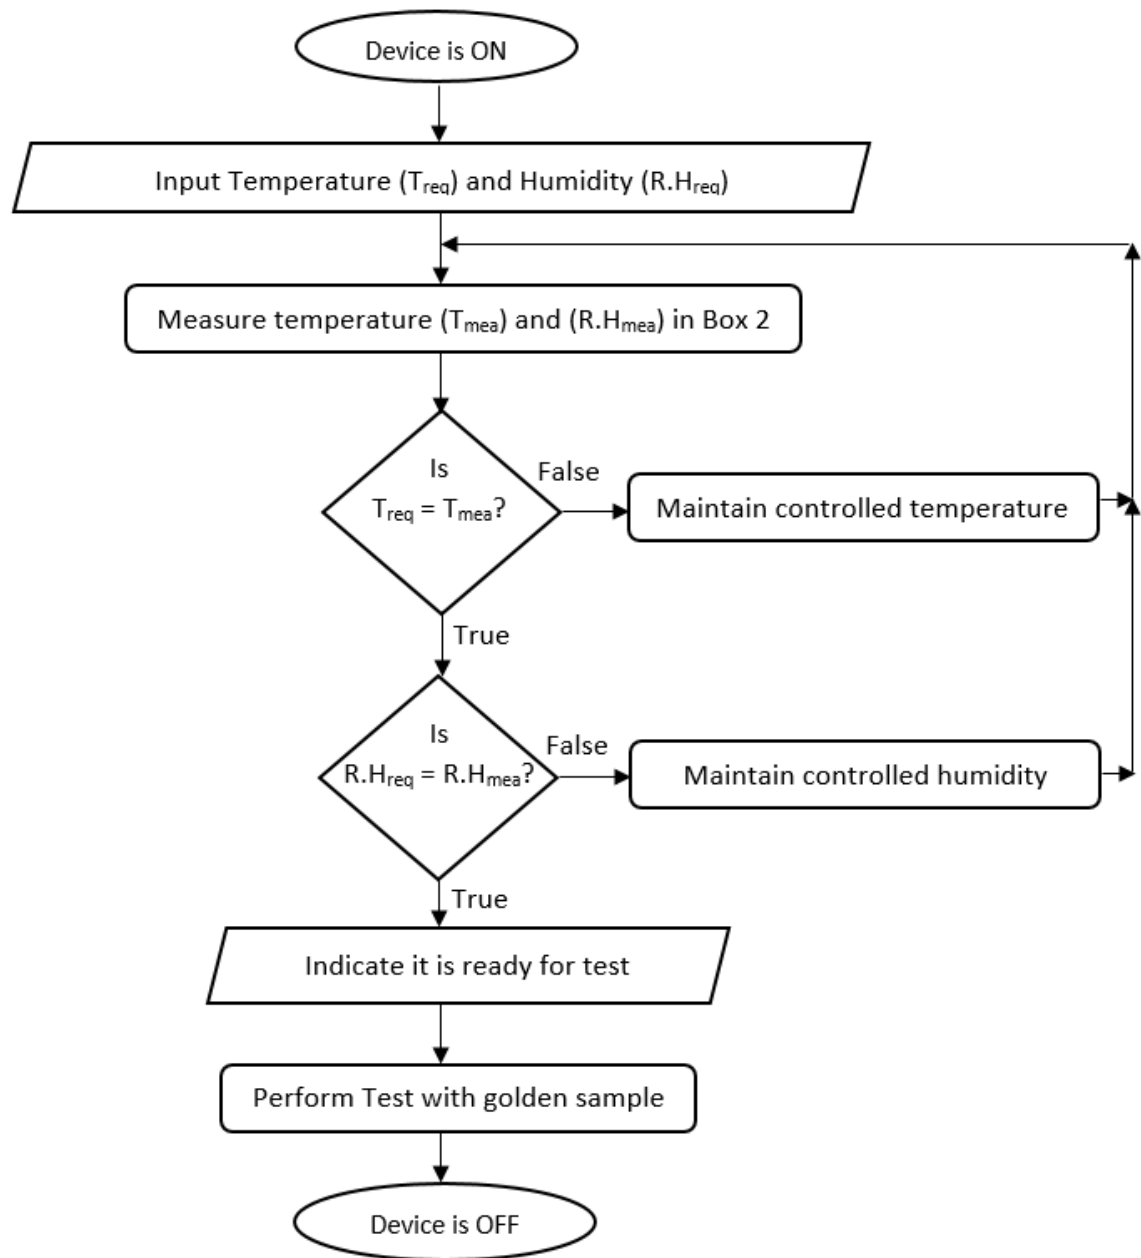 Device is ON
Input Temperature (Treq) and Humidity (R.Hreq)
Measure temperature (Tmea) and (R.Hmea) in Box 2
Is
Treq = Tmea?
False
Maintain controlled temperature
True
Is
R.Hreq = R.Hmea?
False
Maintain controlled humidity
True
Indicate it is ready for test
Perform Test with golden sample
Device is OFF